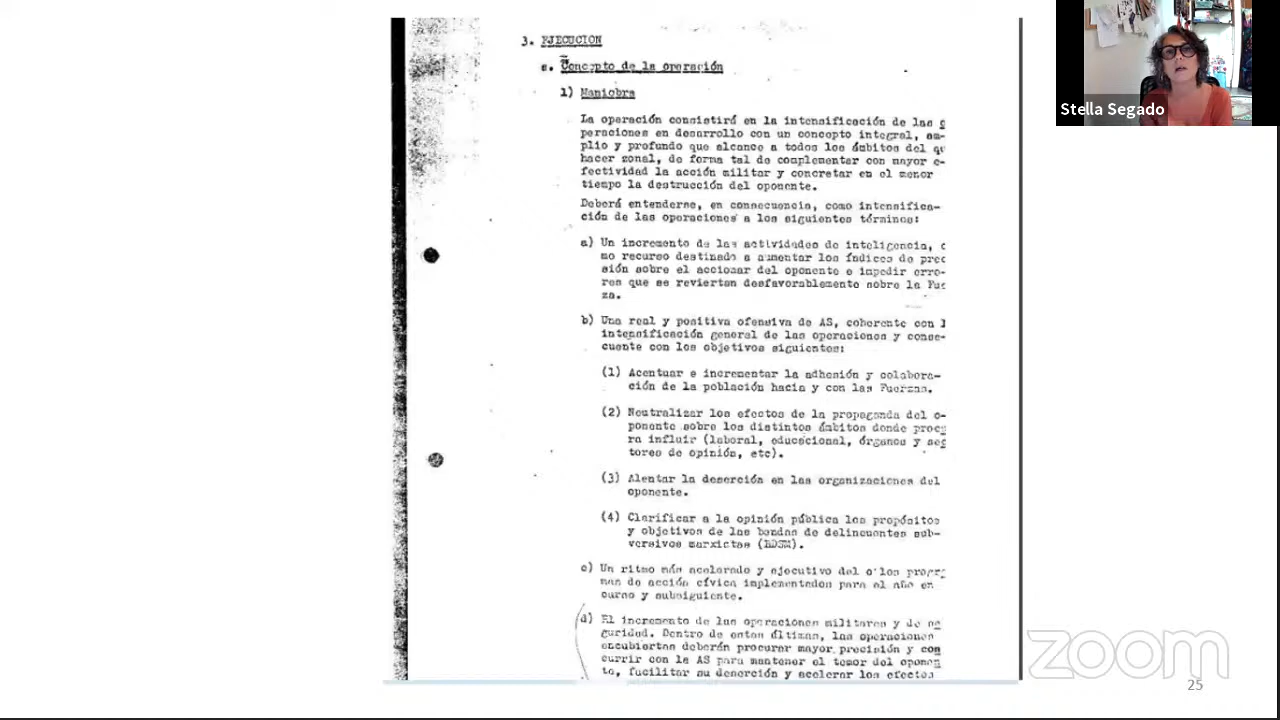 3. EJECUCION
a. Concepto de la operación
1) Maniobra
La operación consistirá en la intensificación de las o
peraciones en desarrollo con un concepto integral, am-
plio y profundo que alcance a todos los ámbitos del qu
hacer zonal, de forma tal de complementar con mayor e-
fectividad la acción militar y concretar en el menor
tiempo la destrucción del oponente.
Deberá entenderse, en consecuencia, como intensifica-
ción de las operaciones a los siguientes términos:
a) Un incremento de las actividades de inteligencia, c
mo recurso destinado a aumentar los índices de prec
sión sobre el accionar del oponente e impedir erro-
res que se reviertan desfavorablemente sobre la Fue
za.
b) Una real y positiva ofensiva de AS, coherente con l
intensificación general de las operaciones y conse-
cuente con los objetivos siguientes:
(1) Acentuar e incrementar la adhesión y colabora-
ción de la población hacia y con las Fuerzas.
(2) Neutralizar los efectos de la propaganda del o-
ponente sobre los distintos ámbitos donde procu
ra influir (laboral, educacional, órganos y sec
tores de opinión, etc).
(3) Alentar la deserción en las organizaciones del
oponente.
(4) Clarificar a la opinión pública los propósitos
y objetivos de las bandas de delincuentes sub-
versivos marxistas (BDSM).
c) Un ritmo más acelerado y ejecutivo del o los progra
mas de acción cívica implementados para el año en
curso y subsiguiente.
d) El incremento de las operaciones militares y de se
guridad. Dentro de estas últimas, las operaciones
encubiertas deberán procurar mayor precisión y con
currir con la AS para mantener el temor del oponen
te, facilitar su deserción y acelerar los efectos
Stella Segado
zoom
25